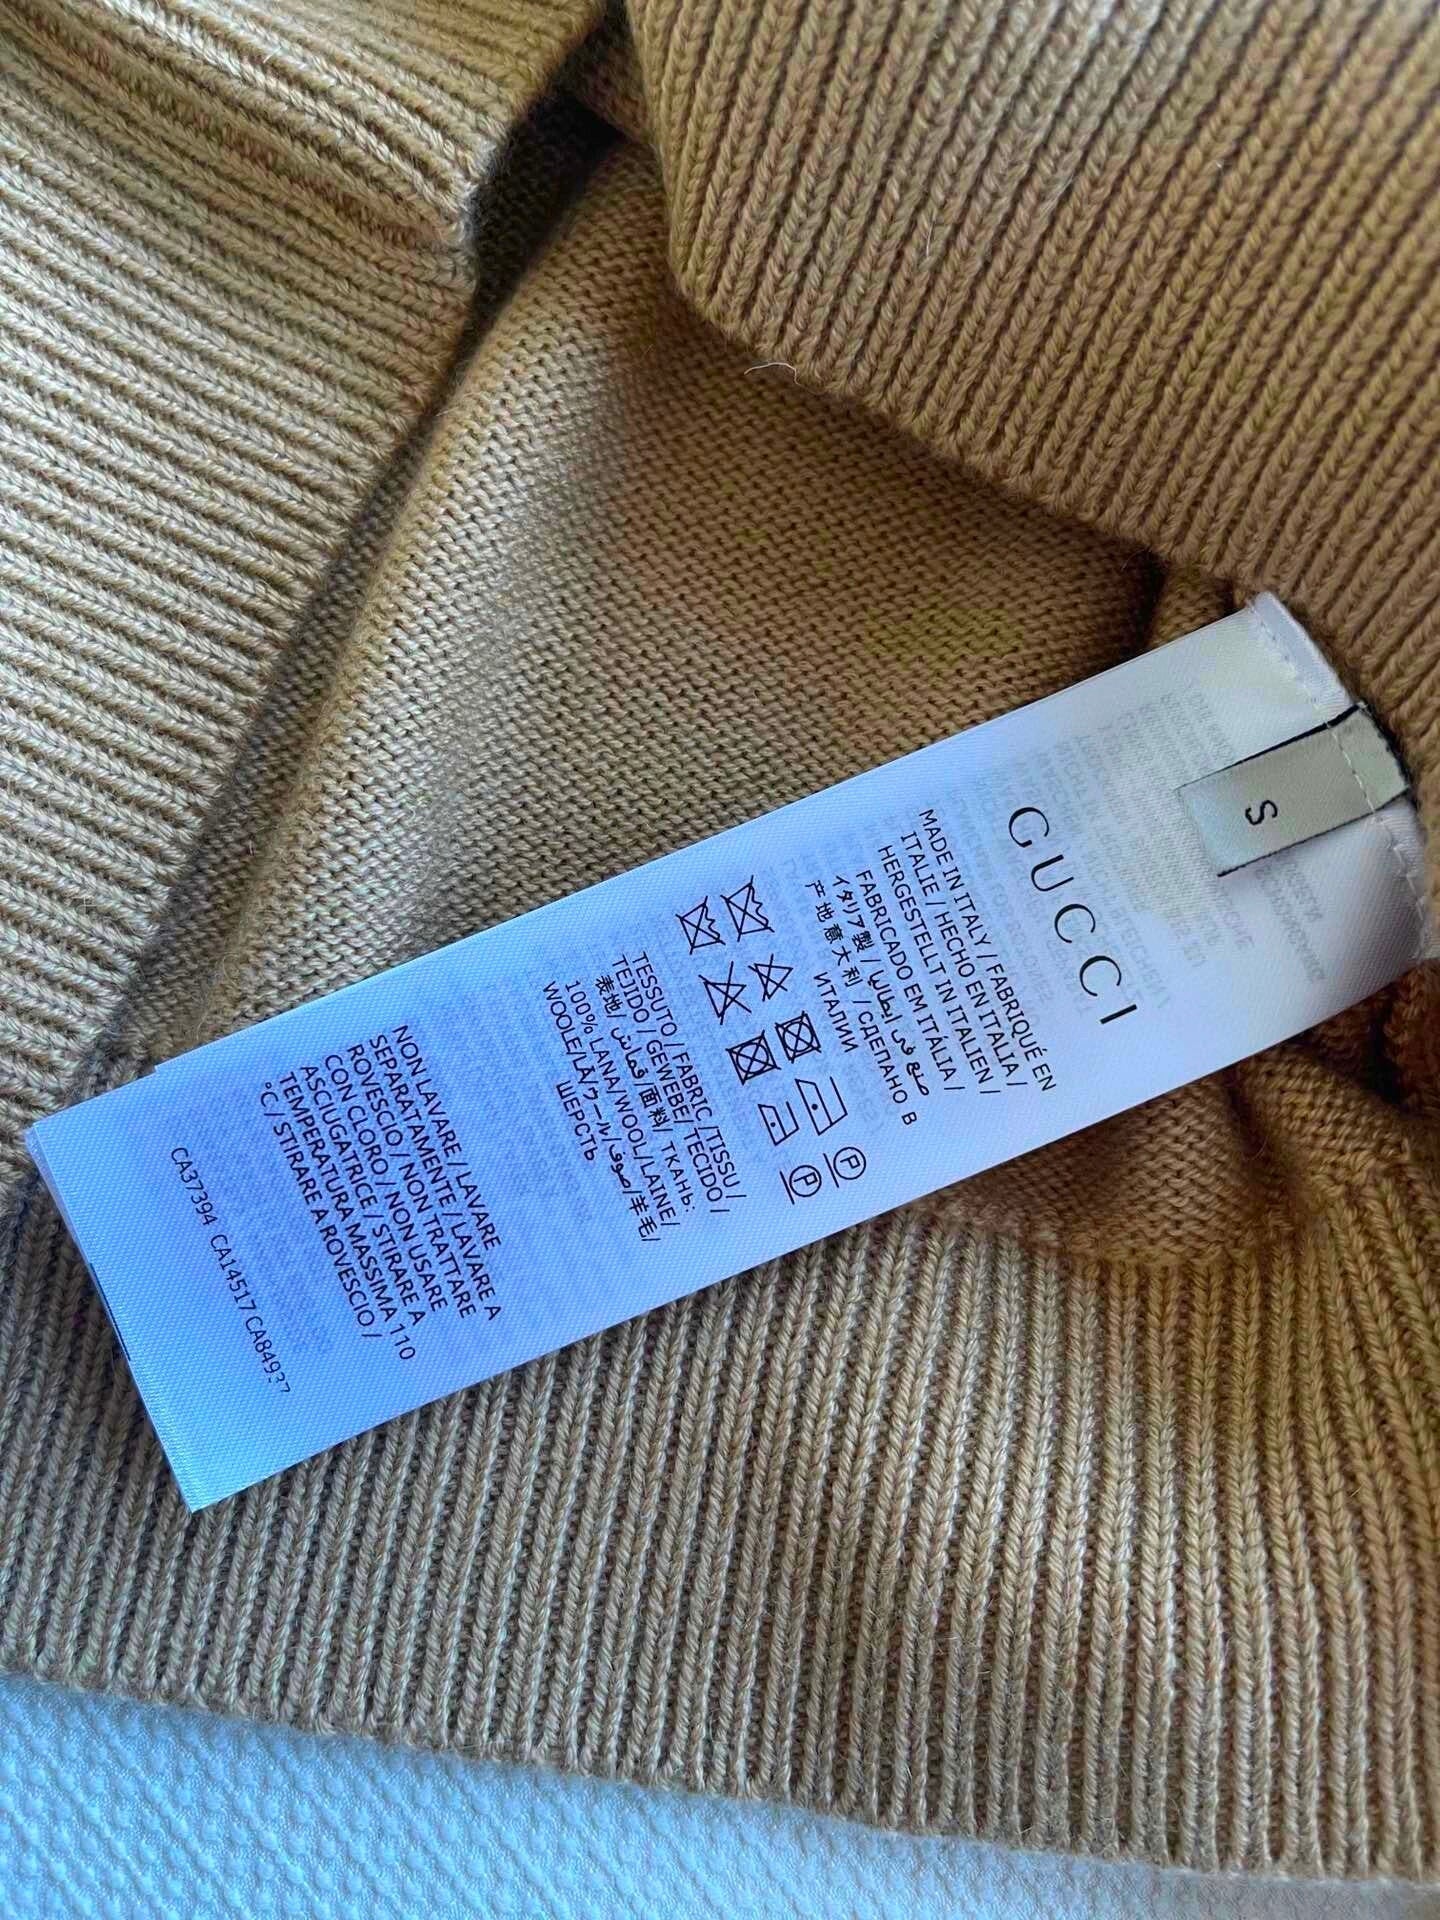 S
GUCCI
MADE IN ITALY / FABRIQUÉ EN
ITALIE / HECHO EN ITALIA /
HERGESTELLT IN ITALIEN /
FABRICADO EM ITÁLIA /
イタリア製 / صنع في ايطاليا
产地意大利 / СДЕЛАНО В
ИТАЛИИ
P
P
TESSUTO / FABRIC / TISSU /
TEJIDO / GEWEBE / TECIDO /
表地 / قماش / 面料 / ТКАНЬ:
100% LANA/WOOL/LAINE/
WOOLE/LÃ/ウール/صوف/羊毛/
ШЕРСТЬ
NON LAVARE / LAVARE
SEPARATAMENTE / LAVARE A
ROVESCIO / NON TRATTARE
CON CLORO / NON USARE
ASCIUGATRICE / STIRARE A
TEMPERATURA MASSIMA 110
°C / STIRARE A ROVESCIO /
CA37394 CA14517 CA84937